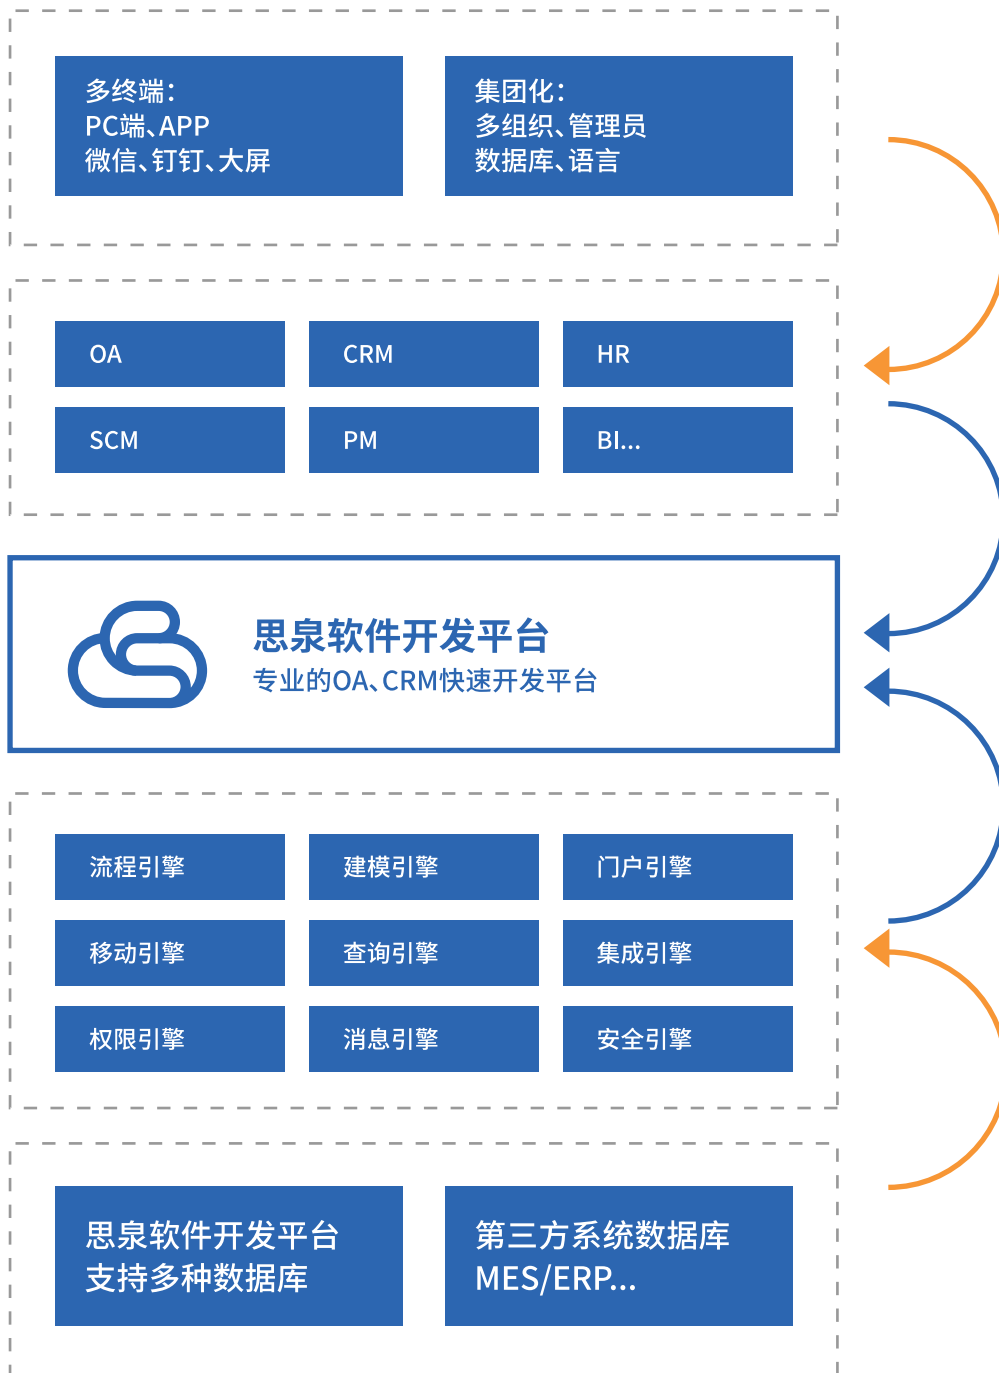 多终端：
PC端、APP
微信、钉钉、大屏
集团化：
多组织、管理员
数据库、语言
OA
CRM
HR
SCM
PM
BI...
思泉软件开发平台
专业的OA、CRM快速开发平台
流程引擎
建模引擎
门户引擎
移动引擎
查询引擎
集成引擎
权限引擎
消息引擎
安全引擎
思泉软件开发平台
支持多种数据库
第三方系统数据库
MES/ERP...